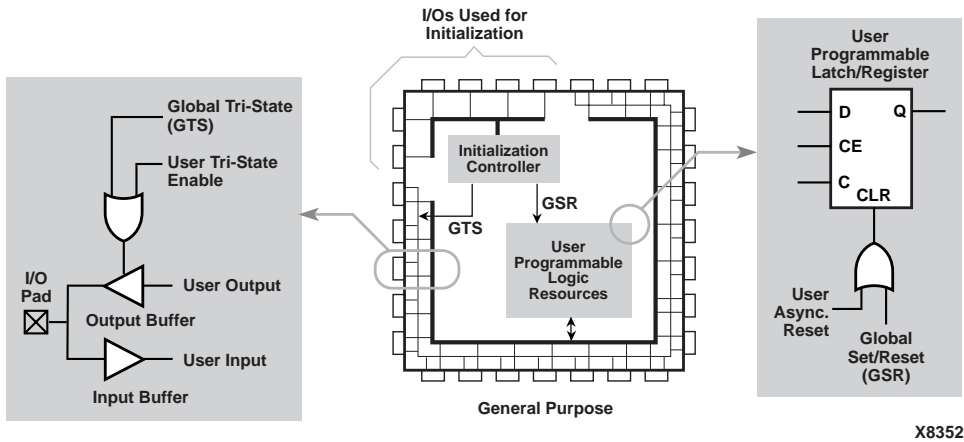 I/Os Used for
Initialization
Global Tri-State
(GTS)
User Tri-State
Enable
I/O
Pad
User Output
Output Buffer
User Input
Input Buffer
Initialization
Controller
GTS
GSR
User
Programmable
Logic
Resources
General Purpose
User
Programmable
Latch/Register
D
Q
CE
C
CLR
User
Async.
Reset
Global
Set/Reset
(GSR)
X8352